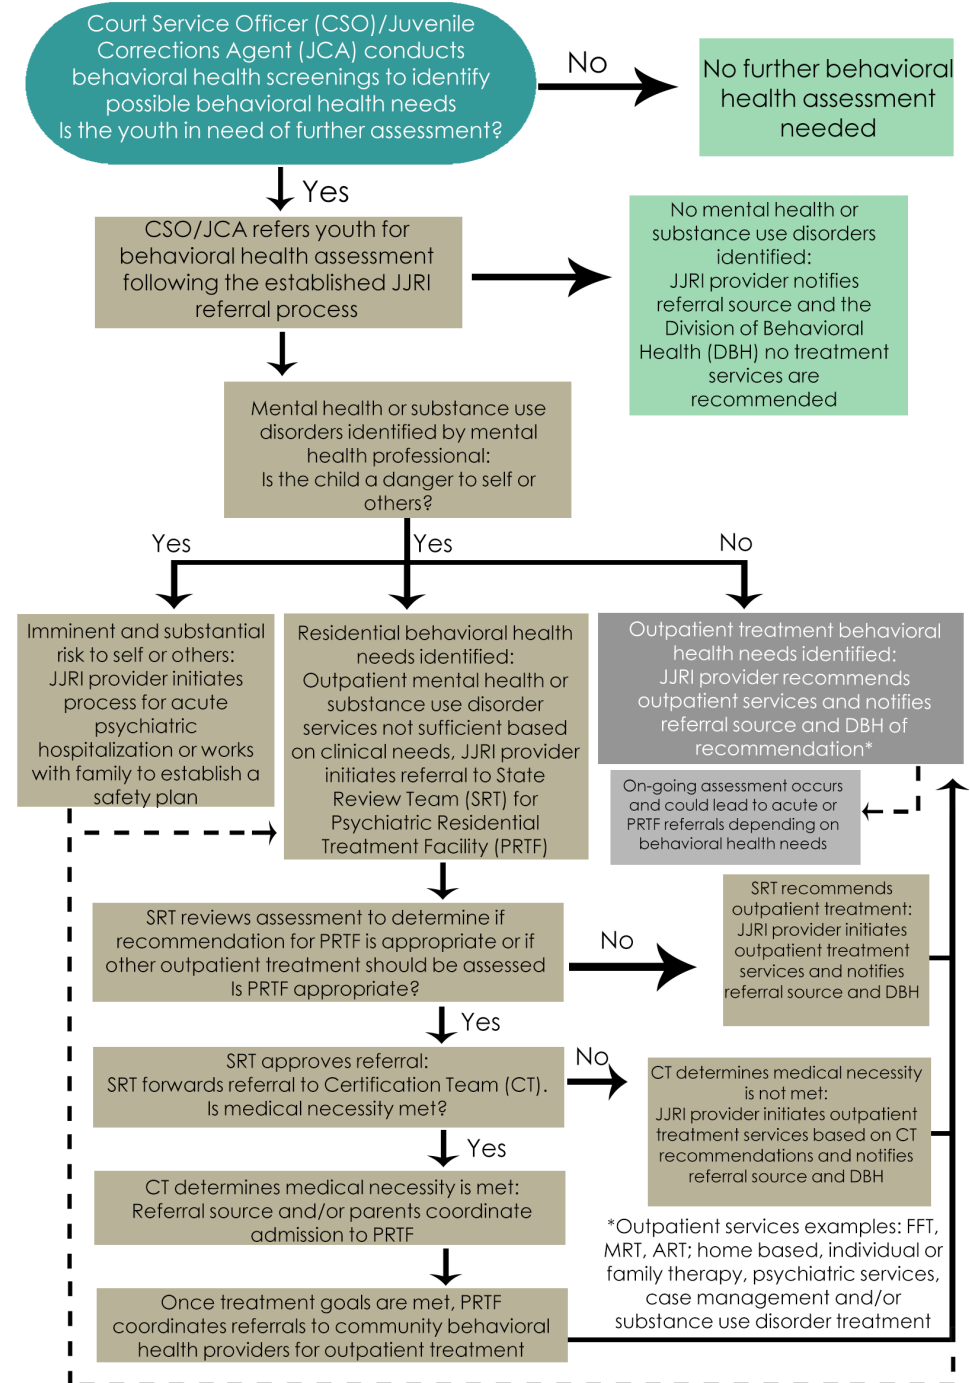 Court Service Officer (CSO)/Juvenile
Corrections Agent (JCA) conducts
behavioral health screenings to identify
possible behavioral health needs
Is the youth in need of further assessment?
No
No further behavioral
health assessment
needed
Yes
CSO/JCA refers youth for
behavioral health assessment
following the established JJRI
referral process
No mental health or
substance use disorders
identified:
JJRI provider notifies
referral source and the
Division of Behavioral
Health (DBH) no treatment
services are
recommended
Mental health or substance use
disorders identified by mental
health professional:
Is the child a danger to self or
others?
Yes
Yes
No
Imminent and substantial
risk to self or others:
JJRI provider initiates
process for acute
psychiatric
hospitalization or works
with family to establish a
safety plan
Residential behavioral health
needs identified:
Outpatient mental health or
substance use disorder
services not sufficient based
on clinical needs, JJRI provider
initiates referral to State
Review Team (SRT) for
Psychiatric Residential
Treatment Facility (PRTF)
Outpatient treatment behavioral
health needs identified:
JJRI provider recommends
outpatient services and notifies
referral source and DBH of
recommendation*
On-going assessment occurs
and could lead to acute or
PRTF referrals depending on
behavioral health needs
SRT reviews assessment to determine if
recommendation for PRTF is appropriate or if
other outpatient treatment should be assessed
Is PRTF appropriate?
No
SRT recommends
outpatient treatment:
JJRI provider initiates
outpatient treatment
services and notifies
referral source and DBH
Yes
SRT approves referral:
SRT forwards referral to Certification Team (CT).
Is medical necessity met?
No
CT determines medical necessity
is not met:
JJRI provider initiates outpatient
treatment services based on CT
recommendations and notifies
referral source and DBH
Yes
CT determines medical necessity is met:
Referral source and/or parents coordinate
admission to PRTF
*Outpatient services examples: FFT,
MRT, ART; home based, individual or
family therapy, psychiatric services,
case management and/or
substance use disorder treatment
Once treatment goals are met, PRTF
coordinates referrals to community behavioral
health providers for outpatient treatment